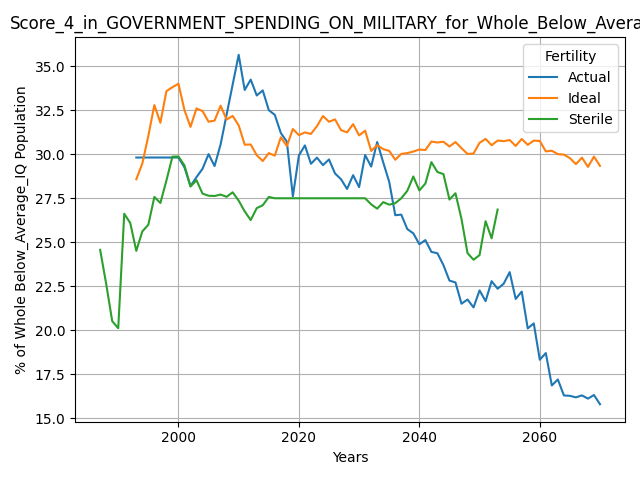 Score_4_in_GOVERNMENT_SPENDING_ON_MILITARY_for_Whole_Below_Avera
Fertility
Actual
Ideal
Sterile
% of Whole Below_Average_IQ Population
35.0
32.5
30.0
27.5
25.0
22.5
20.0
17.5
15.0
2000
2020
2040
2060
Years